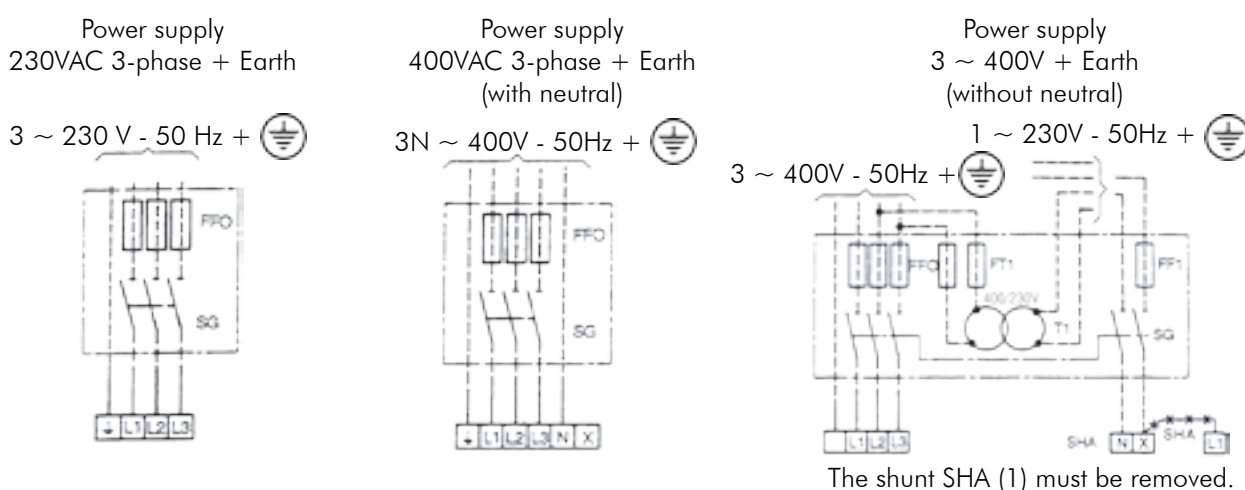 Power supply
230VAC 3-phase + Earth
3 ~ 230 V - 50 Hz +
FFO
SG
L1 L2 L3
Power supply
400VAC 3-phase + Earth
(with neutral)
3N ~ 400V - 50Hz +
FFO
SG
L1 L2 L3 N X
Power supply
3 ~ 400V + Earth
(without neutral)
1 ~ 230V - 50Hz +
3 ~ 400V - 50Hz +
FFO FT1 FF1
400/230V
T1
SG
L1 L2 L3
SHA N X SHA L1
The shunt SHA (1) must be removed.